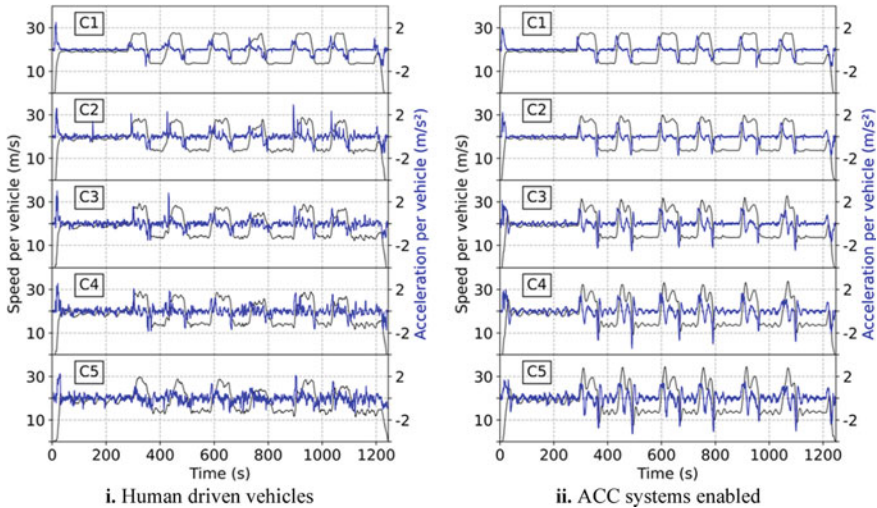 Speed per vehicle (m/s)
C1
30
10
2
-2
C2
30
10
2
-2
C3
30
10
2
-2
C4
30
10
2
-2
C5
30
10
2
-2
0 200 400 600 800 1000 1200
Time (s)
Acceleration per vehicle (m/s²)
i. Human driven vehicles
Speed per vehicle (m/s)
C1
30
10
2
-2
C2
30
10
2
-2
C3
30
10
2
-2
C4
30
10
2
-2
C5
30
10
2
-2
0 200 400 600 800 1000 1200
Time (s)
Acceleration per vehicle (m/s²)
ii. ACC systems enabled